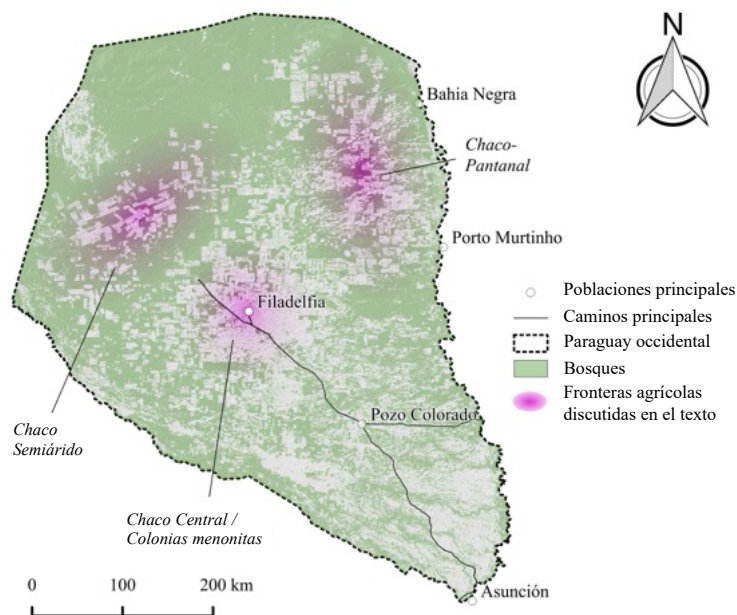 N
Bahia Negra
Chaco-
Pantanal
Porto Murtinho
Filadelfia
Poblaciones principales
Caminos principales
Paraguay occidental
Bosques
Fronteras agrícolas
discutidas en el texto
Pozo Colorado
Chaco
Semiárido
Chaco Central /
Colonias menonitas
0 100 200 km
Asunción